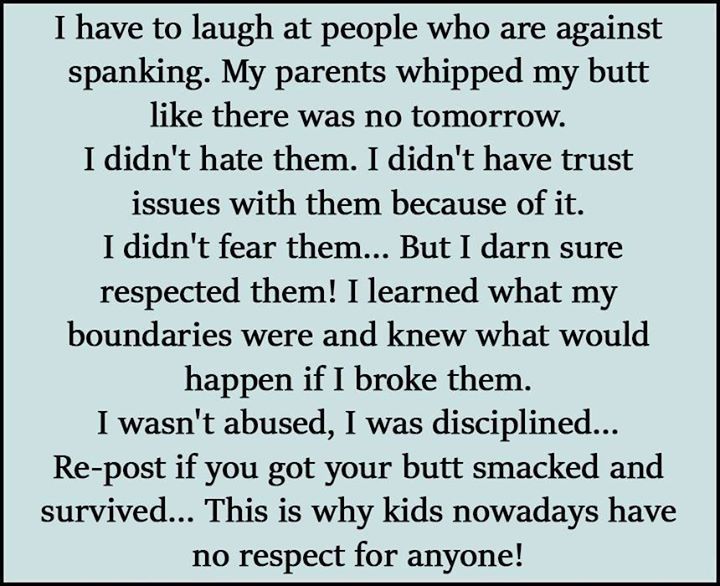 I have to laugh at people who are against
spanking. My parents whipped my butt
like there was no tomorrow.
I didn't hate them. I didn't have trust
issues with them because of it.
I didn't fear them... But I darn sure
respected them! I learned what my
boundaries were and knew what would
happen if I broke them.
I wasn't abused, I was disciplined...
Re-post if you got your butt smacked and
survived... This is why kids nowadays have
no respect for anyone!